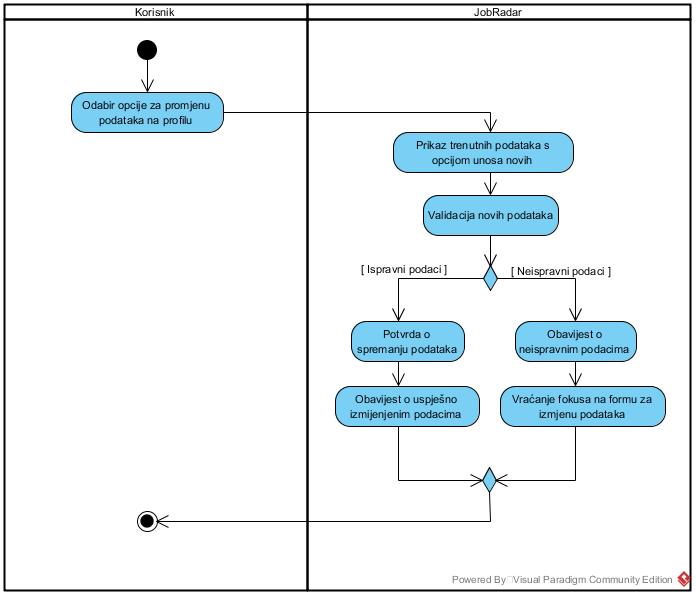 Korisnik
JobRadar
Odabir opcije za promjenu
podataka na profilu
Prikaz trenutnih podataka s
opcijom unosa novih
Validacija novih podataka
[ Ispravni podaci ]
[ Neispravni podaci ]
Potvrda o
spremanju podataka
Obavijest o
neispravnim podacima
Obavijest o uspješno
izmijenjenim podacima
Vraćanje fokusa na formu za
izmjenu podataka
Powered By Visual Paradigm Community Edition